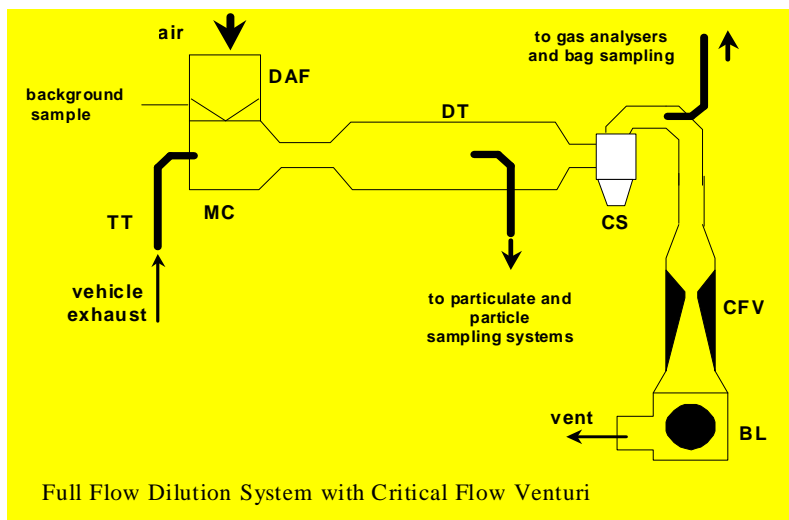 air
to gas analysers
and bag sampling
DAF
background
sample
DT
TT
MC
CS
vehicle
exhaust
to particulate and
particle
sampling systems
CFV
vent
BL
Full Flow Dilution System with Critical Flow Venturi